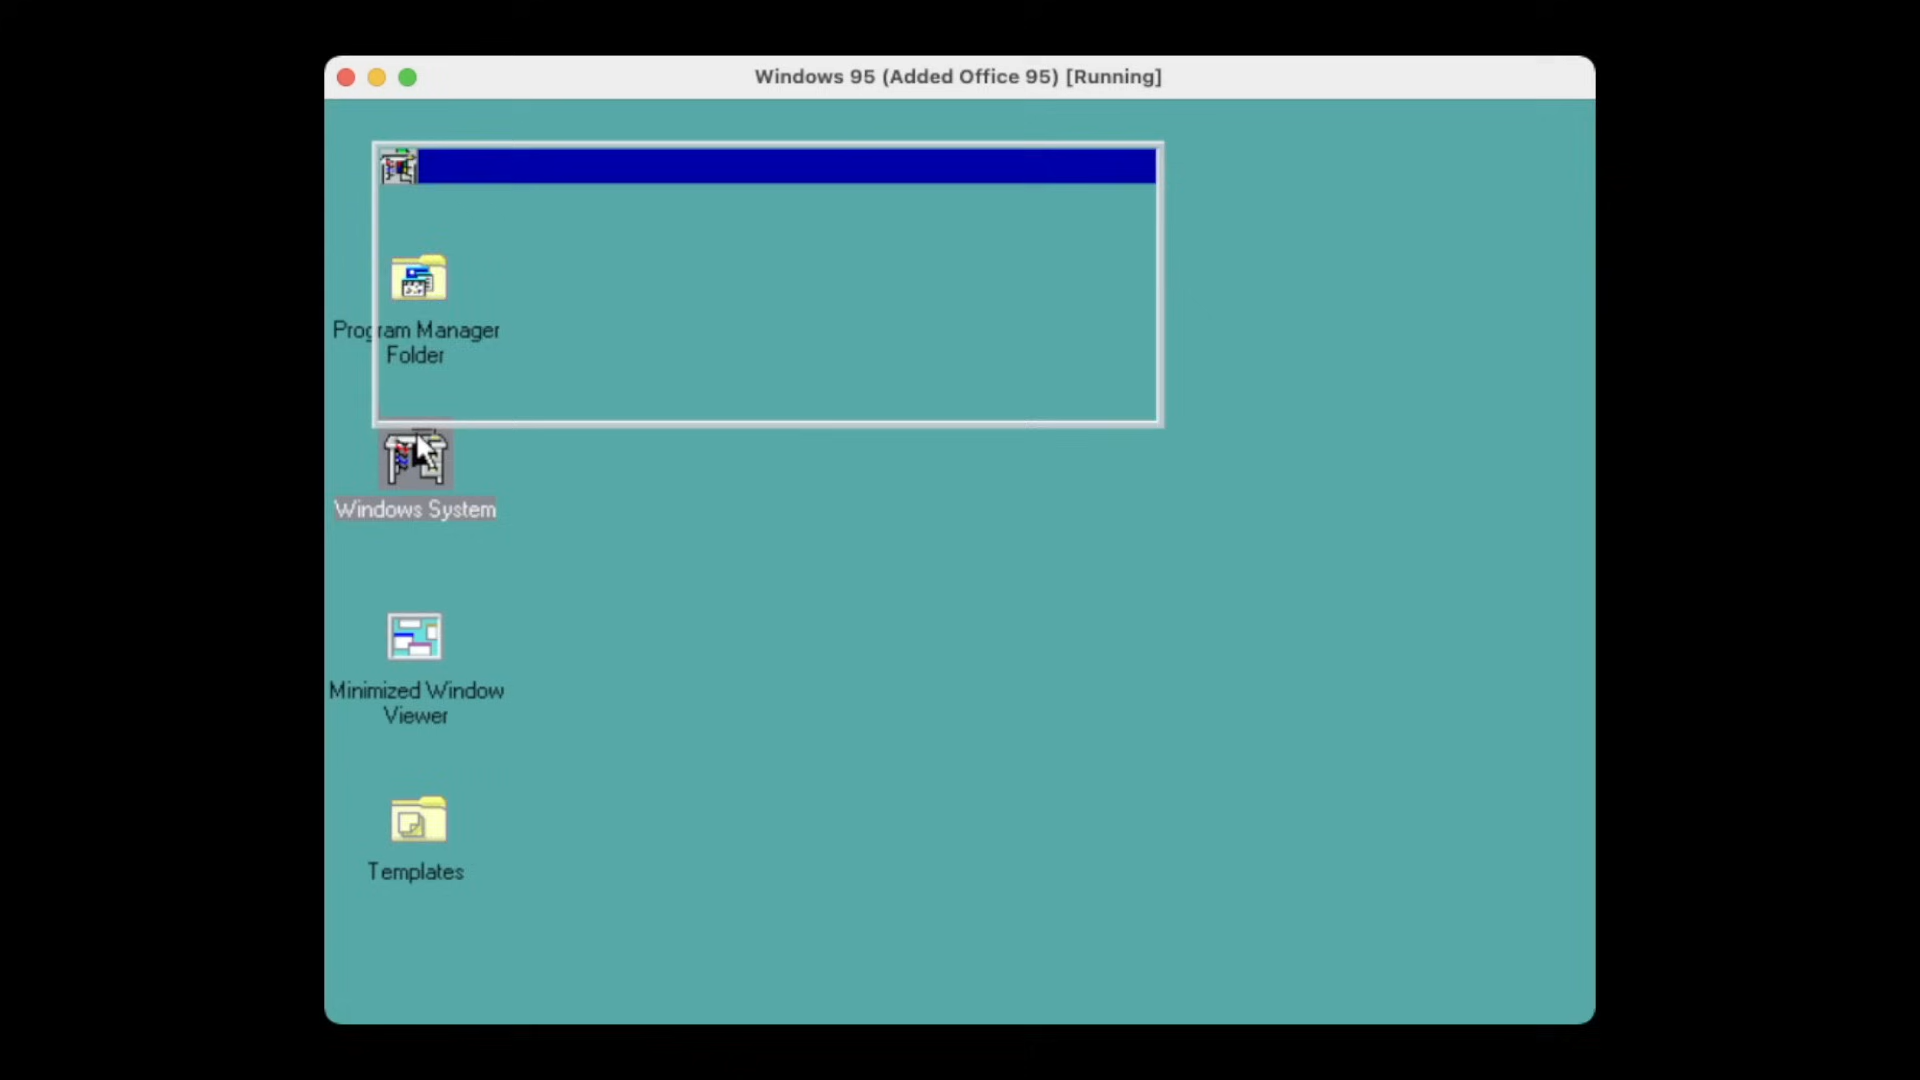 Windows 95 (Added Office 95) [Running]
Program Manager
Folder
Windows System
Minimized Window
Viewer
Templates